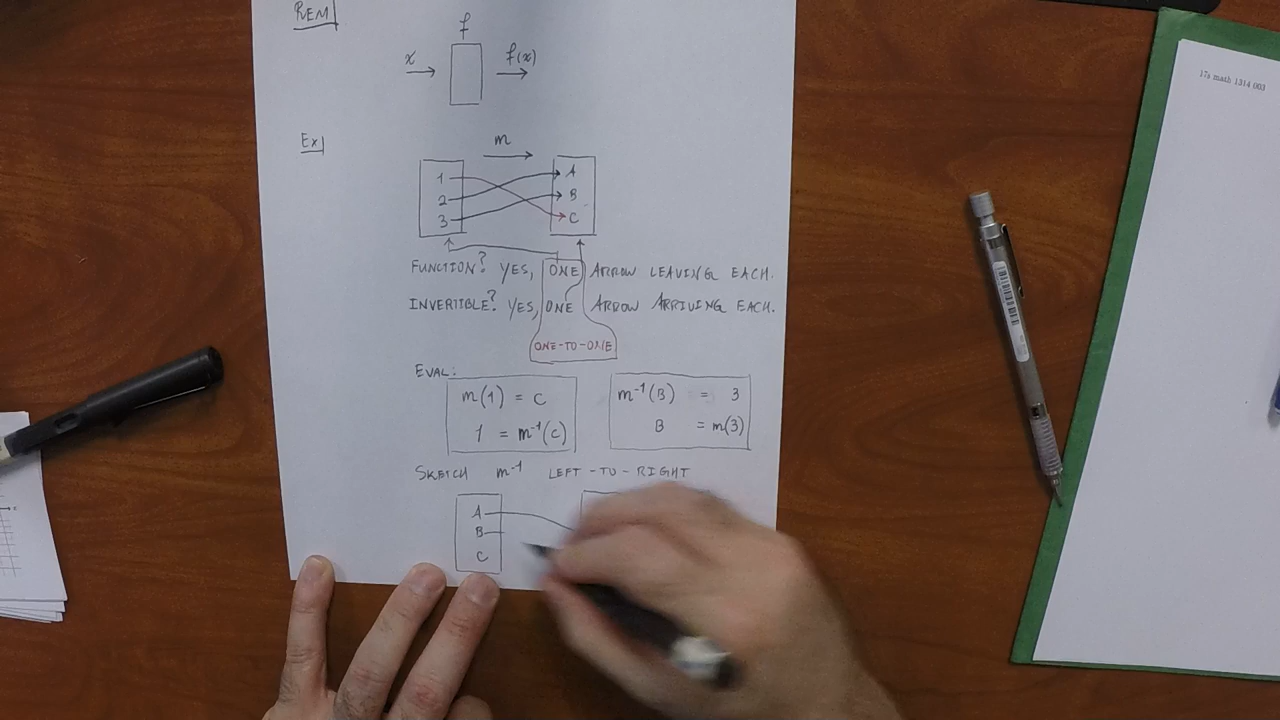 REM
f
x f(x)
Ex
m
1 A
2 B
3 C
FUNCTION? YES, ONE ARROW LEAVING EACH.
INVERTIBLE? YES, ONE ARROW ARRIVING EACH.
ONE-TO-ONE
EVAL:
m(1) = C m⁻¹(B) = 3
1 = m⁻¹(C) B = m(3)
SKETCH m⁻¹ LEFT-TO-RIGHT
A
B
C
17s math 1314 003